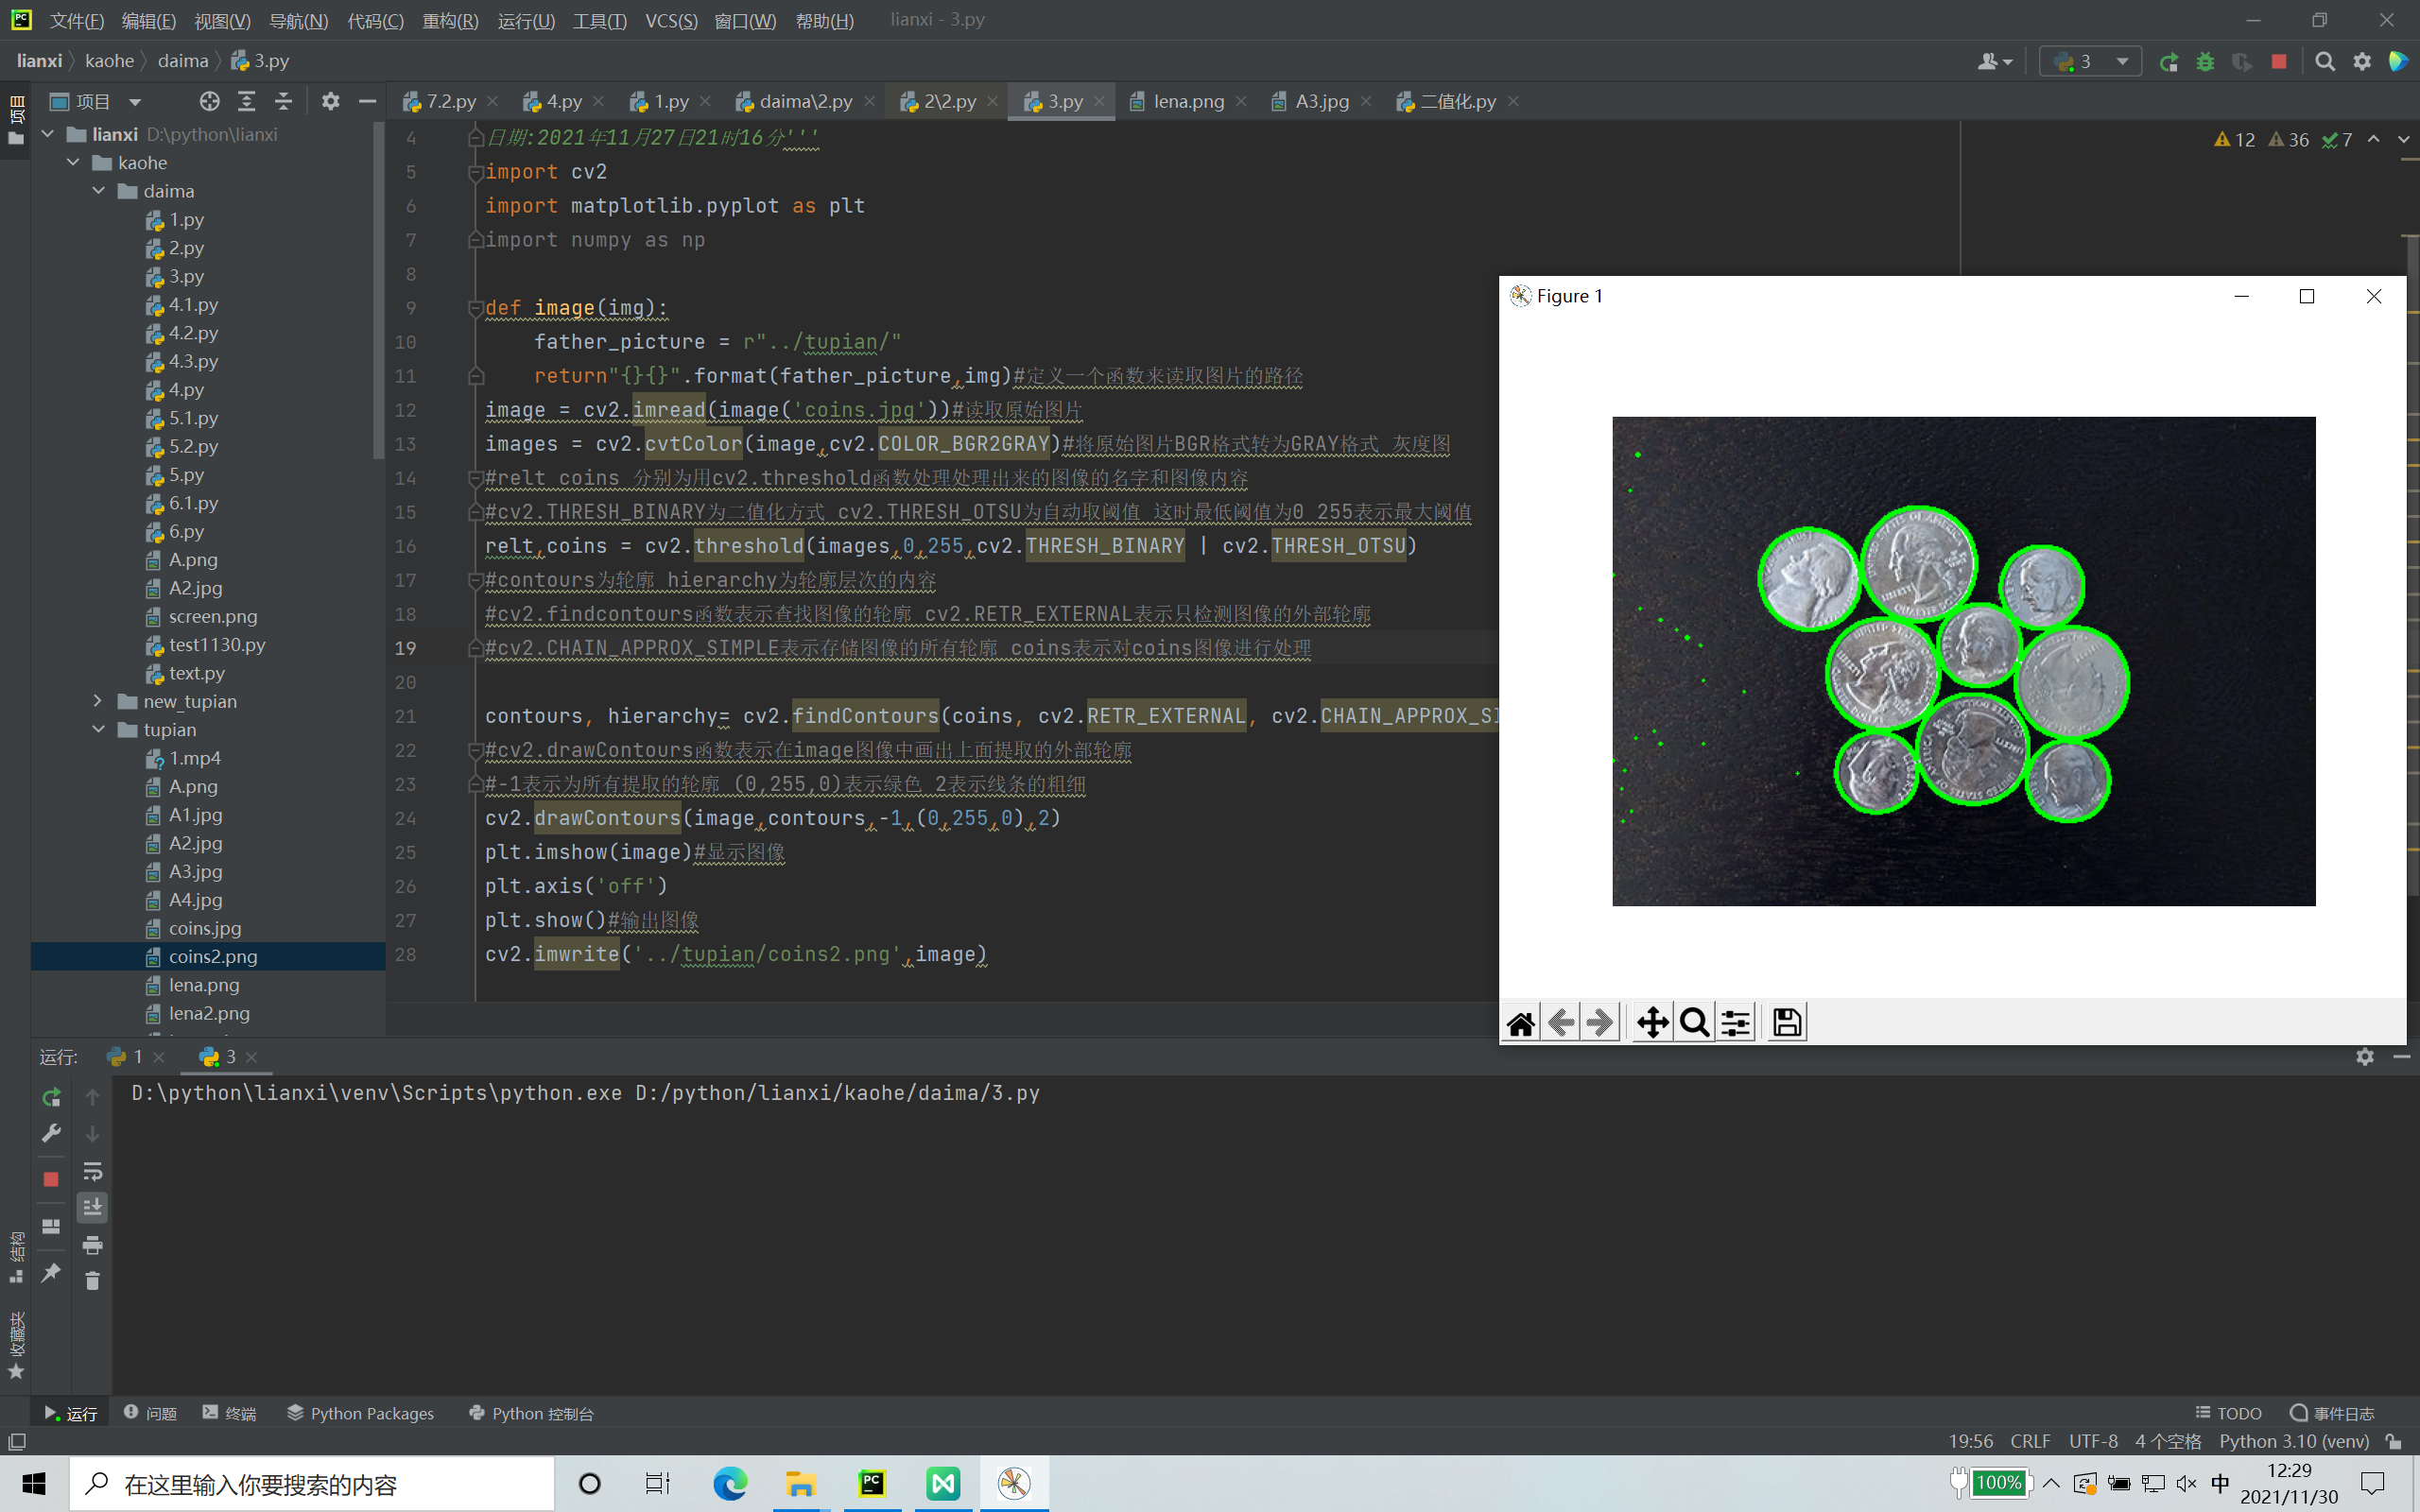 文件(F) 编辑(E) 视图(V) 导航(N) 代码(C) 重构(R) 运行(U) 工具(T) VCS(S) 窗口(W) 帮助(H) lianxi - 3.py
lianxi kaohe daima 3.py
3
项目
项目
7.2.py 4.py 1.py daima\2.py 2\2.py 3.py lena.png A3.jpg 二值化.py
lianxi D:\python\lianxi
kaohe
daima
1.py
2.py
3.py
4.1.py
4.2.py
4.3.py
4.py
5.1.py
5.2.py
5.py
6.1.py
6.py
A.png
A2.jpg
screen.png
test1130.py
text.py
new_tupian
tupian
1.mp4
A.png
A1.jpg
A2.jpg
A3.jpg
A4.jpg
coins.jpg
coins2.png
lena.png
lena2.png
12 36 7
4 日期:2021年11月27日21时16分'''
5 import cv2
6 import matplotlib.pyplot as plt
7 import numpy as np
8
9 def image(img):
10 father_picture = r"../tupian/"
11 return"{}{}".format(father_picture,img)#定义一个函数来读取图片的路径
12 image = cv2.imread(image('coins.jpg'))#读取原始图片
13 images = cv2.cvtColor(image,cv2.COLOR_BGR2GRAY)#将原始图片BGR格式转为GRAY格式 灰度图
14 #relt coins 分别为用cv2.threshold函数处理处理出来的图像的名字和图像内容
15 #cv2.THRESH_BINARY为二值化方式 cv2.THRESH_OTSU为自动取阈值 这时最低阈值为0 255表示最大阈值
16 relt,coins = cv2.threshold(images,0,255,cv2.THRESH_BINARY | cv2.THRESH_OTSU)
17 #contours为轮廓 hierarchy为轮廓层次的内容
18 #cv2.findcontours函数表示查找图像的轮廓 cv2.RETR_EXTERNAL表示只检测图像的外部轮廓
19 #cv2.CHAIN_APPROX_SIMPLE表示存储图像的所有轮廓 coins表示对coins图像进行处理
20
21 contours, hierarchy= cv2.findContours(coins, cv2.RETR_EXTERNAL, cv2.CHAIN_APPROX_SI
22 #cv2.drawContours函数表示在image图像中画出上面提取的外部轮廓
23 #-1表示为所有提取的轮廓 (0,255,0)表示绿色 2表示线条的粗细
24 cv2.drawContours(image,contours,-1,(0,255,0),2)
25 plt.imshow(image)#显示图像
26 plt.axis('off')
27 plt.show()#输出图像
28 cv2.imwrite('../tupian/coins2.png',image)
Figure 1
运行: 1 3
D:\python\lianxi\venv\Scripts\python.exe D:/python/lianxi/kaohe/daima/3.py
结构
收藏夹
运行 问题 终端 Python Packages Python 控制台 TODO 事件日志
19:56 CRLF UTF-8 4 个空格 Python 3.10 (venv)
在这里输入你要搜索的内容
100% 中 12:29
2021/11/30